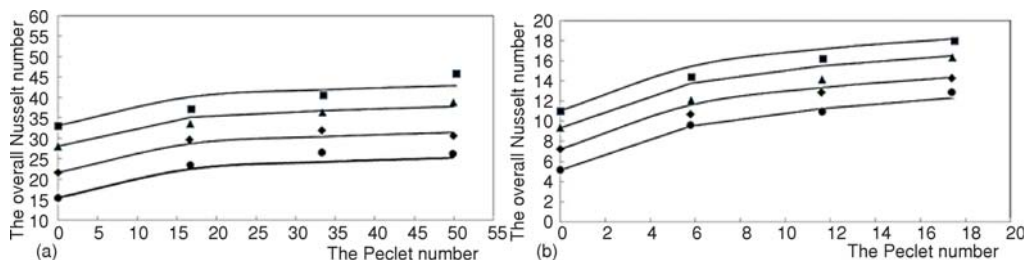 The overall Nusselt number
60
55
50
45
40
35
30
25
20
15
10
0 5 10 15 20 25 30 35 40 45 50 55
(a)
The Peclet number
The overall Nusselt number
20
18
16
14
12
10
8
6
4
2
0
0 2 4 6 8 10 12 14 16 18 20
(b)
The Peclet number